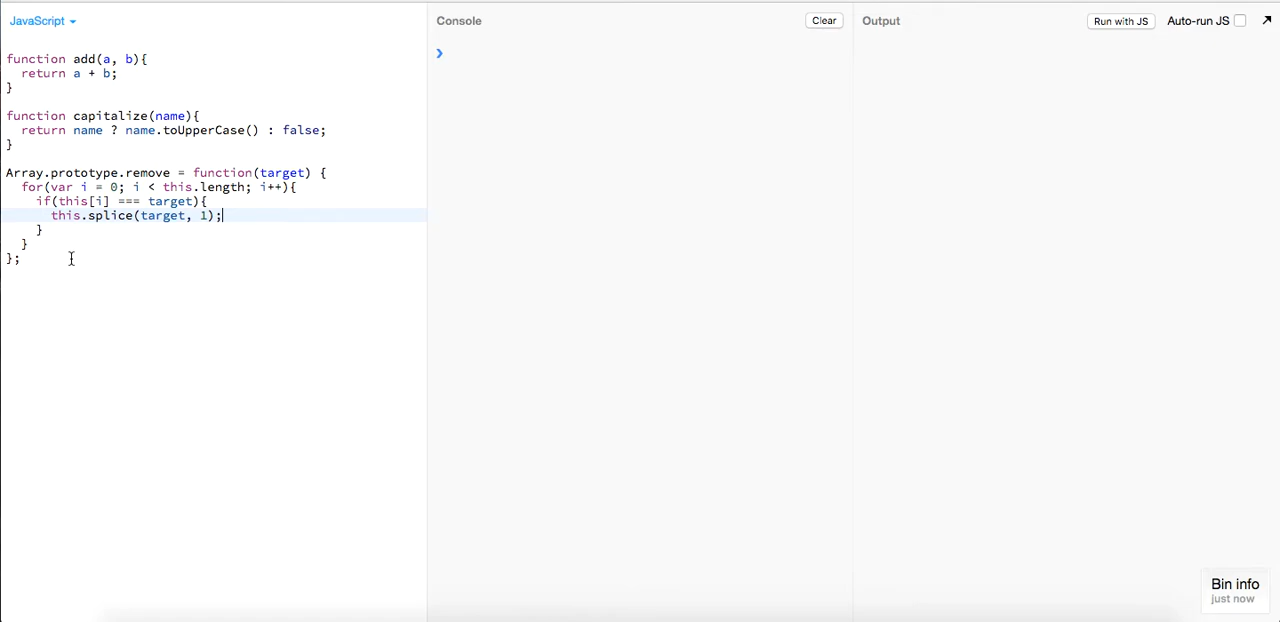 JavaScript
Console
Clear
Output
Run with JS
Auto-run JS
function add(a, b){
  return a + b;
}
function capitalize(name){
  return name ? name.toUpperCase() : false;
}
Array.prototype.remove = function(target) {
  for(var i = 0; i < this.length; i++){
    if(this[i] === target){
      this.splice(target, 1);
    }
  }
};
Bin info
just now